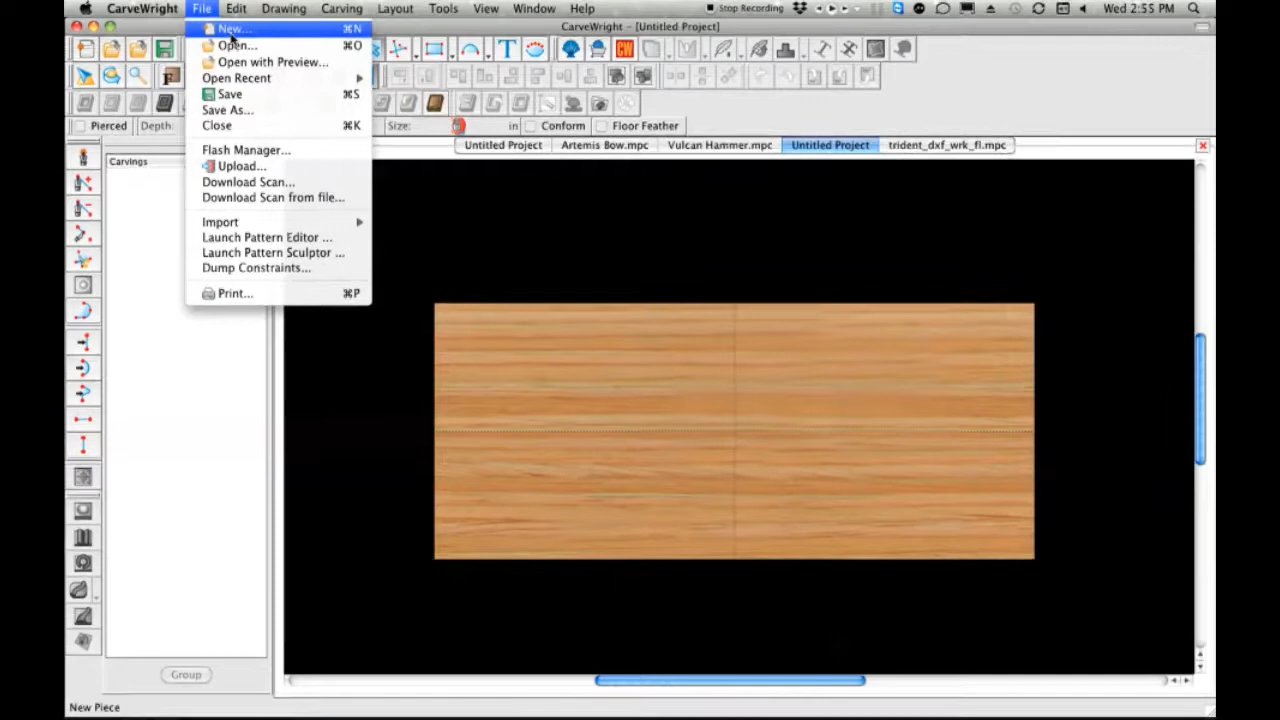 CarveWright File Edit Drawing Carving Layout Tools View Window Help Stop Recording Wed 2:55 PM
CarveWright - [Untitled Project]
New... ⌘N
Open... ⌘O
Open with Preview...
Open Recent
Save ⌘S
Save As...
Close ⌘K
Flash Manager...
Upload...
Download Scan...
Download Scan from file...
Import
Launch Pattern Editor ...
Launch Pattern Sculptor ...
Dump Constraints...
Print... ⌘P
T CW
F
Pierced Depth: Size: in Conform Floor Feather
Untitled Project Artemis Bow.mpc Vulcan Hammer.mpc Untitled Project trident_dxf_wrk_fl.mpc
Carvings
Group
New Piece